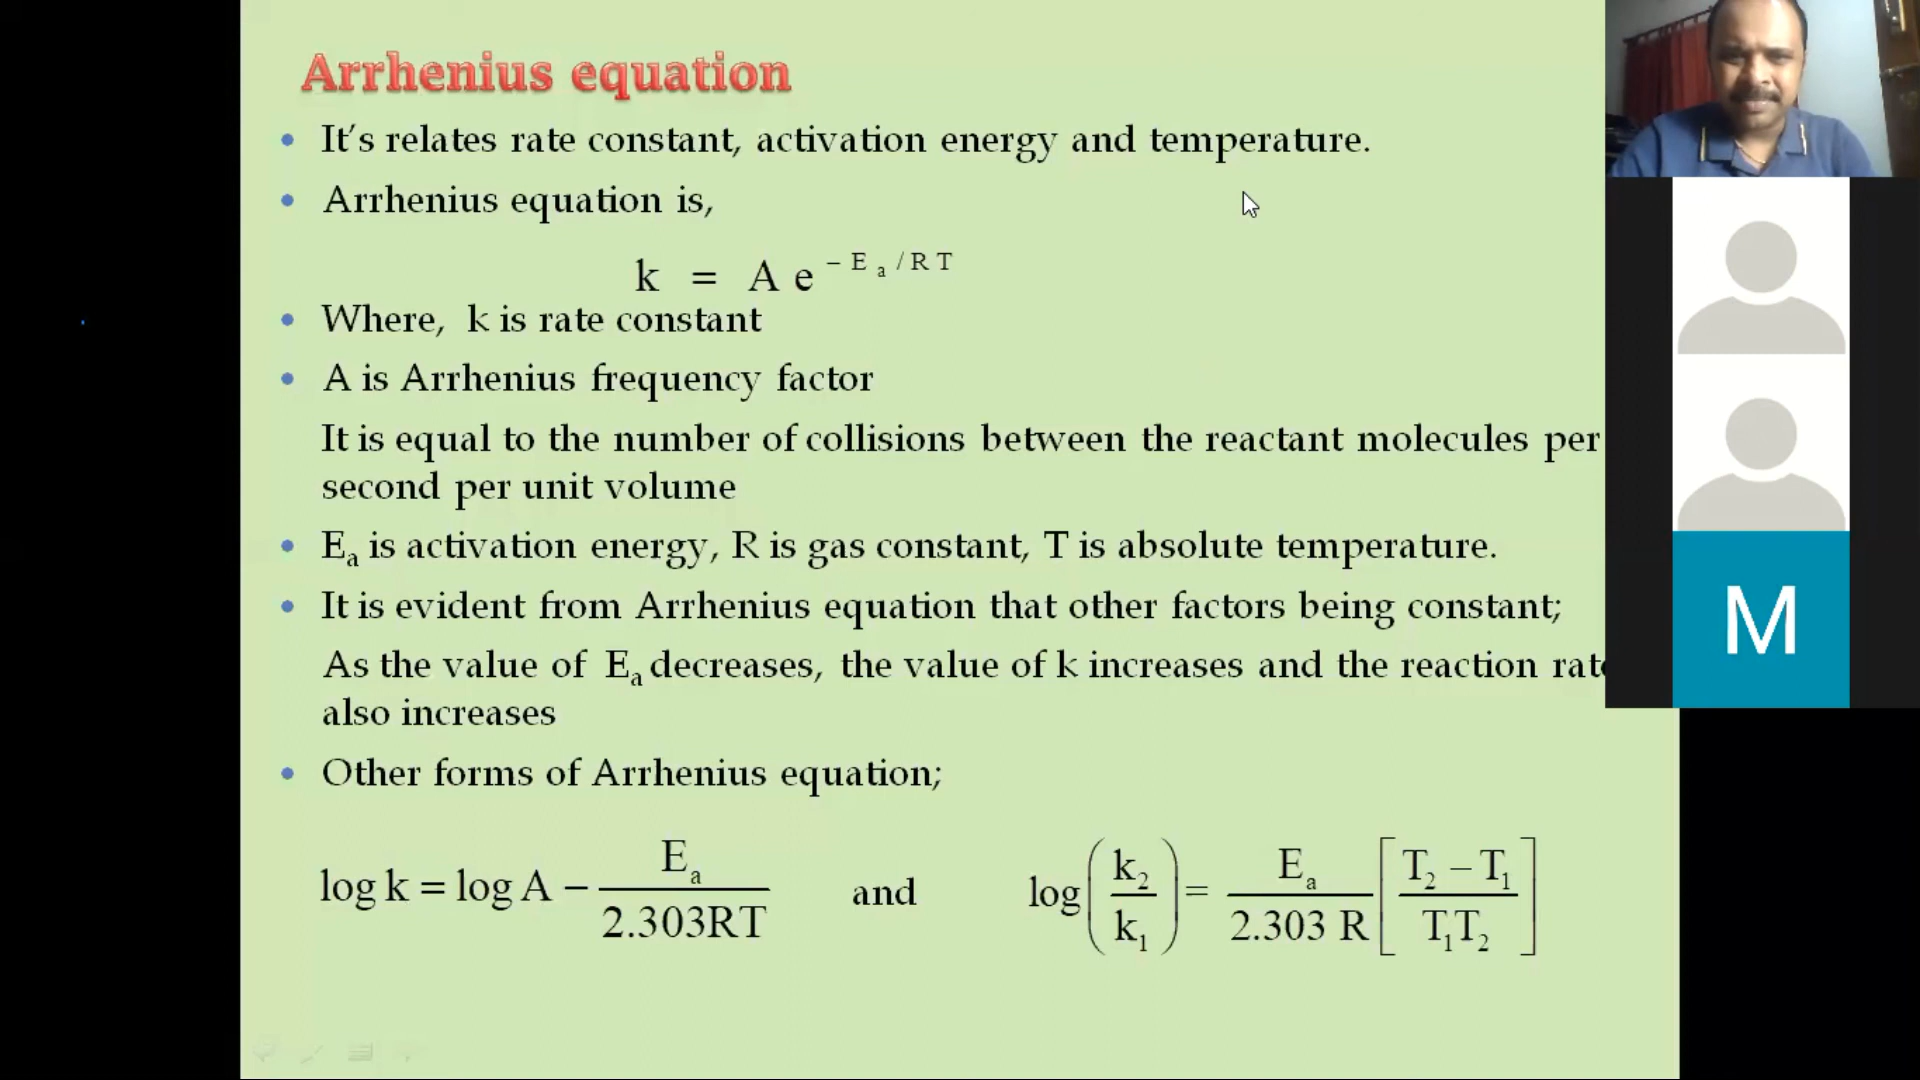 Arrhenius equation
• It's relates rate constant, activation energy and temperature.
• Arrhenius equation is,
k = A e^(− Eₐ / R T)
• Where, k is rate constant
• A is Arrhenius frequency factor
It is equal to the number of collisions between the reactant molecules per
second per unit volume
• Eₐ is activation energy, R is gas constant, T is absolute temperature.
• It is evident from Arrhenius equation that other factors being constant;
As the value of Eₐ decreases, the value of k increases and the reaction rate
also increases
• Other forms of Arrhenius equation;
log k = log A − Eₐ / 2.303RT and log (k₂ / k₁) = Eₐ / 2.303 R [T₂ − T₁ / T₁T₂]
M